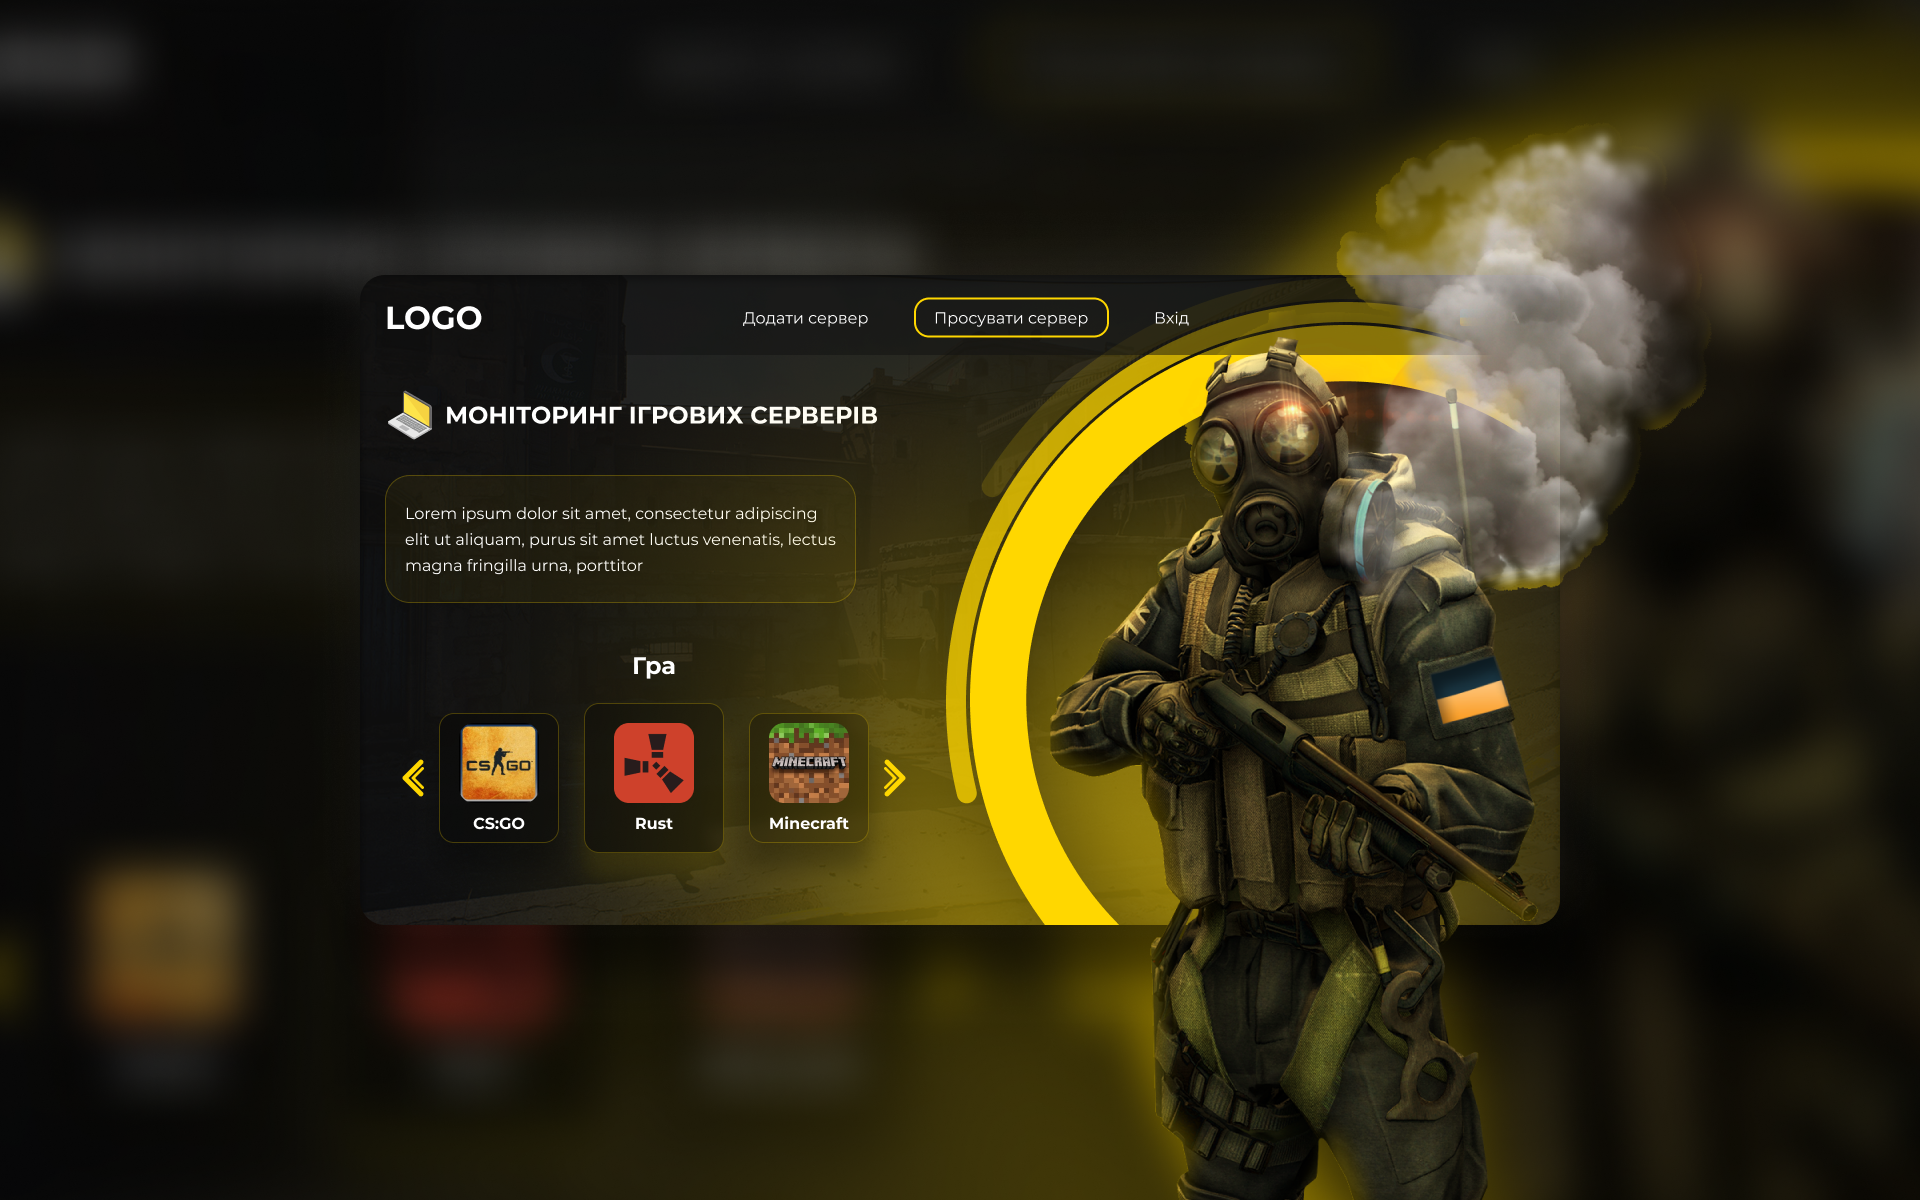 LOGO
Додати сервер
Просувати сервер
Вхід
МОНІТОРИНГ ІГРОВИХ СЕРВЕРІВ
Lorem ipsum dolor sit amet, consectetur adipiscing
elit ut aliquam, purus sit amet luctus venenatis, lectus
magna fringilla urna, porttitor
Гра
CS GO
MINECRAFT
CS:GO
Rust
Minecraft